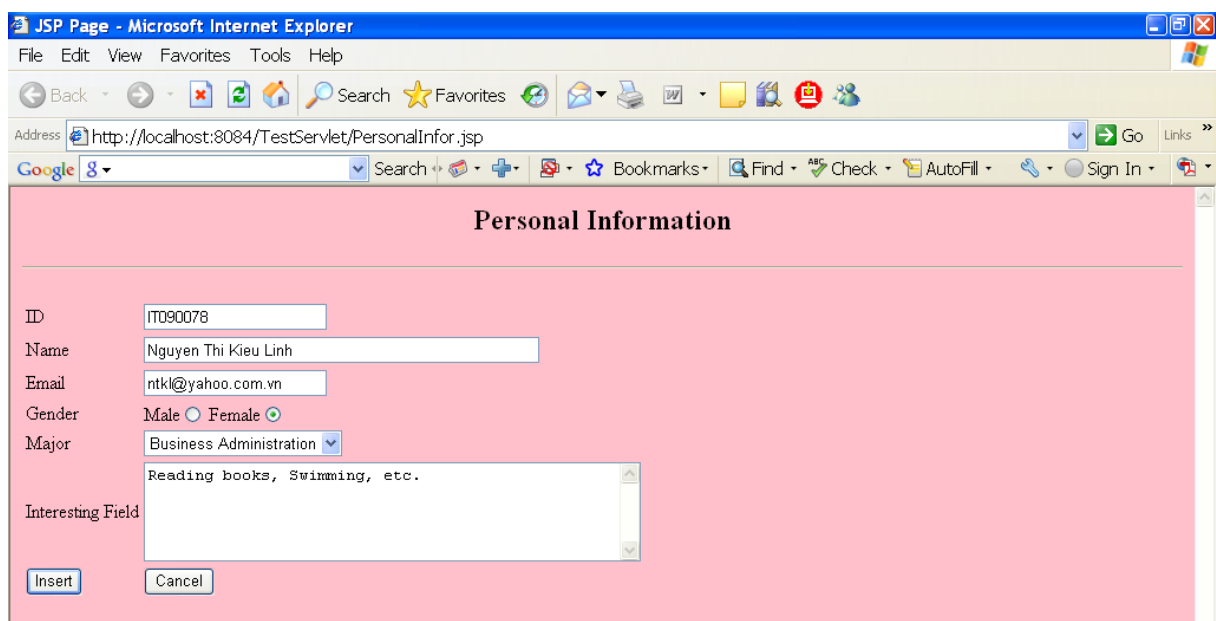 JSP Page - Microsoft Internet Explorer
File Edit View Favorites Tools Help
Back Search Favorites W
Address http://localhost:8084/TestServlet/PersonalInfor.jsp Go Links »
Google g Search Bookmarks Find ABC Check AutoFill Sign In
Personal Information
ID IT090078
Name Nguyen Thi Kieu Linh
Email ntkl@yahoo.com.vn
Gender Male Female
Major Business Administration
Reading books, Swimming, etc.
Interesting Field
Insert Cancel